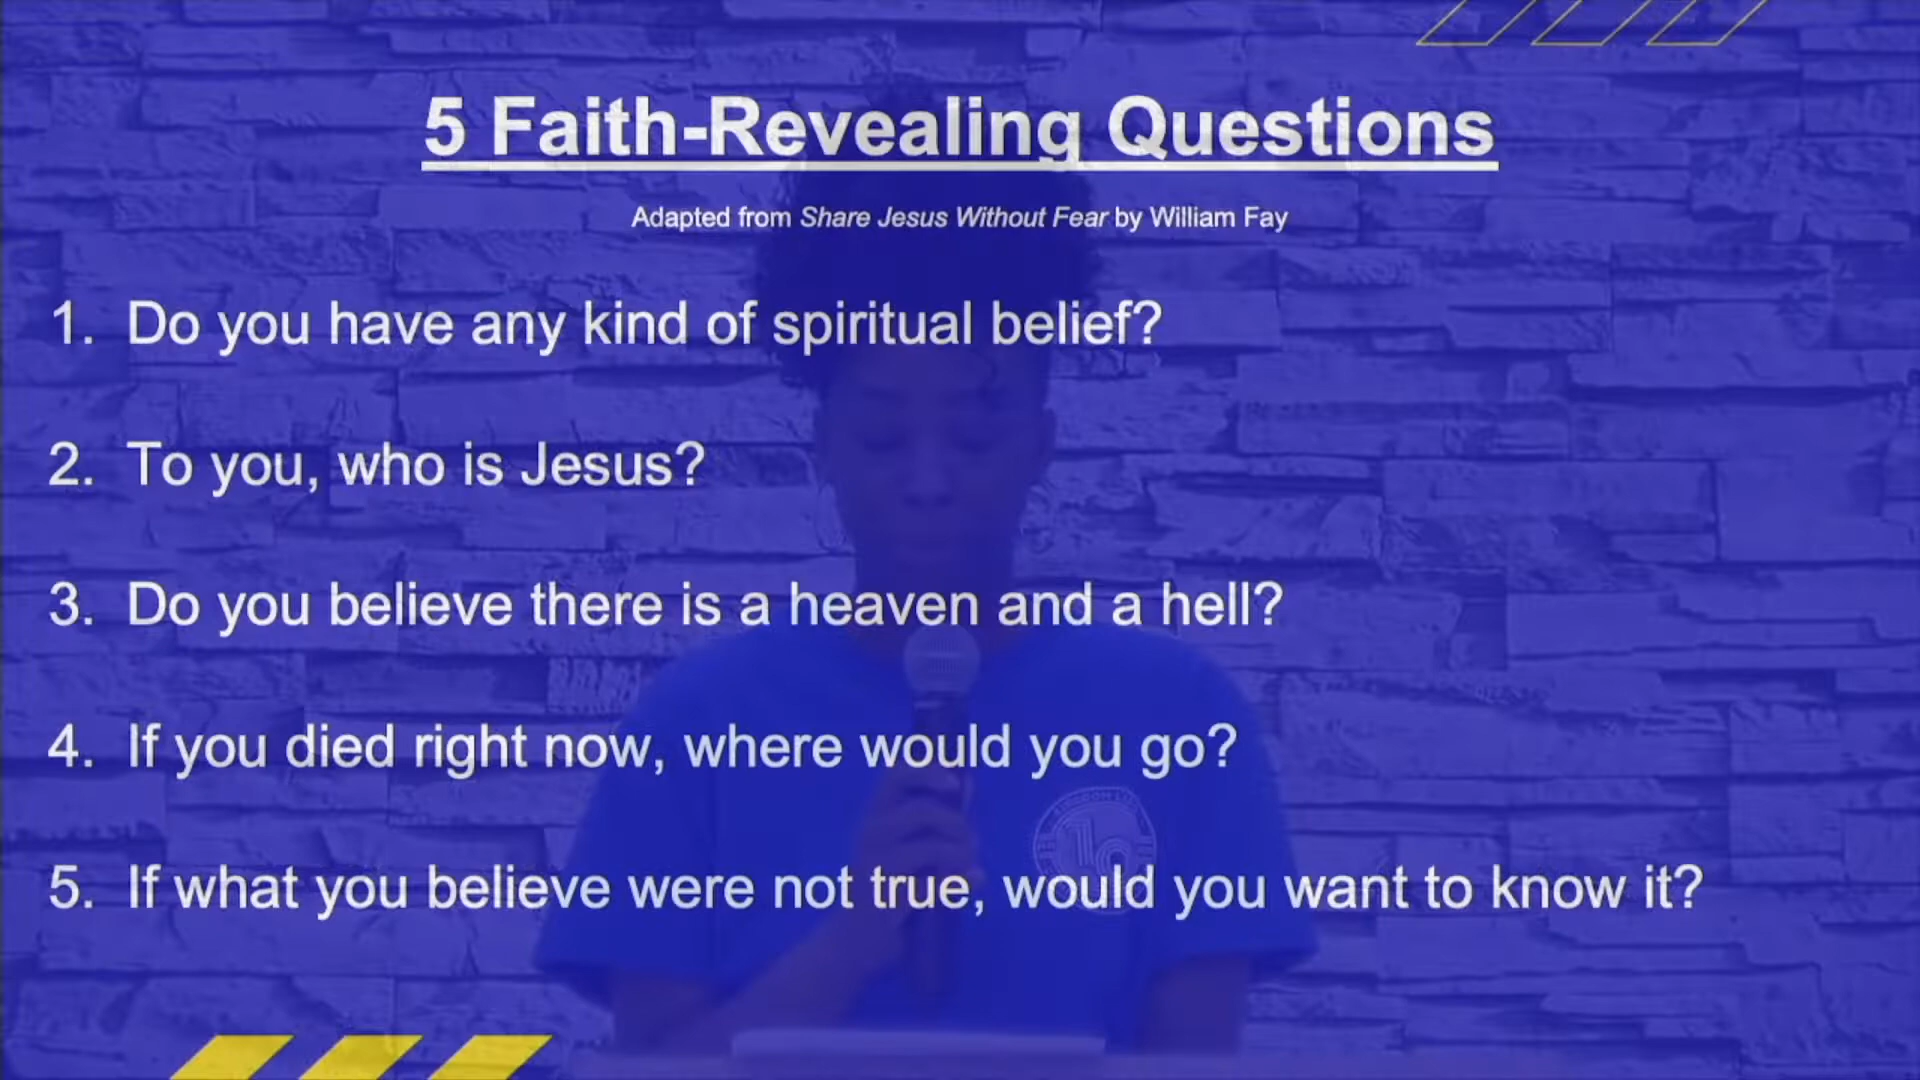 5 Faith-Revealing Questions
Adapted from Share Jesus Without Fear by William Fay
1. Do you have any kind of spiritual belief?
2. To you, who is Jesus?
3. Do you believe there is a heaven and a hell?
4. If you died right now, where would you go?
5. If what you believe were not true, would you want to know it?